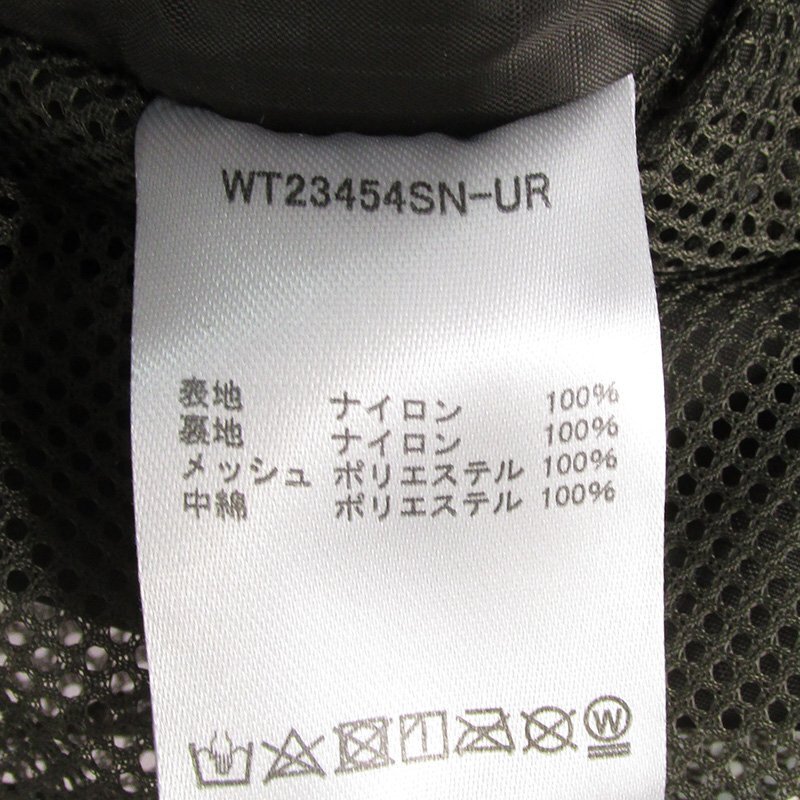 WT23454SN-UR
表地 ナイロン 100%
裏地 ナイロン 100%
メッシュ ポリエステル 100%
中綿 ポリエステル 100%
W